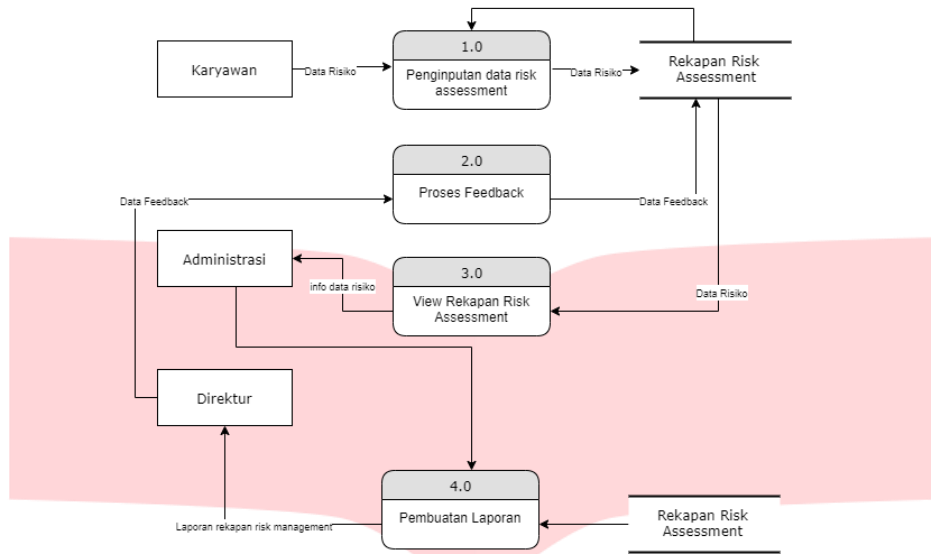 Karyawan
Data Risiko
1.0
Penginputan data risk
assessment
Data Risiko
Rekapan Risk
Assessment
2.0
Proses Feedback
Data Feedback
Data Feedback
Administrasi
info data risiko
3.0
View Rekapan Risk
Assessment
Data Risiko
Direktur
4.0
Pembuatan Laporan
Laporan rekapan risk management
Rekapan Risk
Assessment